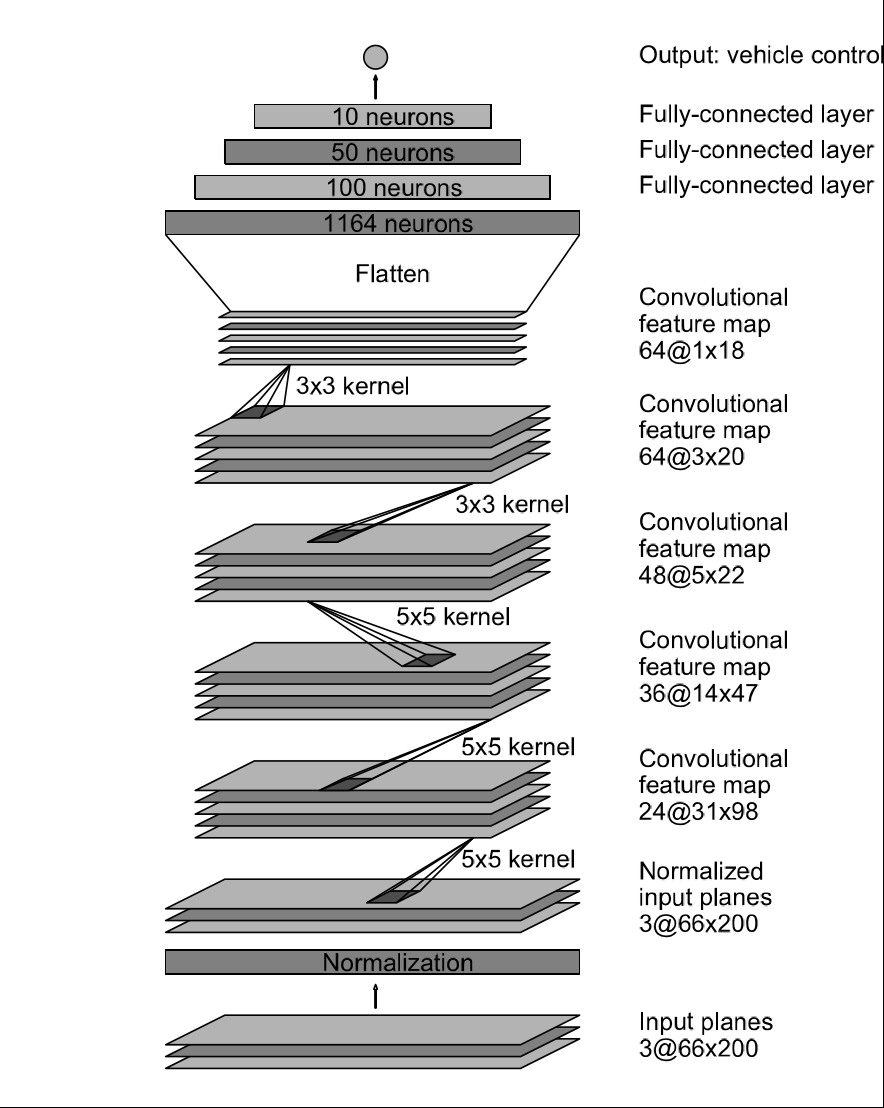 Output: vehicle control
10 neurons
Fully-connected layer
50 neurons
Fully-connected layer
100 neurons
Fully-connected layer
1164 neurons
Flatten
Convolutional
feature map
64@1x18
3x3 kernel
Convolutional
feature map
64@3x20
3x3 kernel
Convolutional
feature map
48@5x22
5x5 kernel
Convolutional
feature map
36@14x47
5x5 kernel
Convolutional
feature map
24@31x98
5x5 kernel
Normalized
input planes
3@66x200
Normalization
Input planes
3@66x200